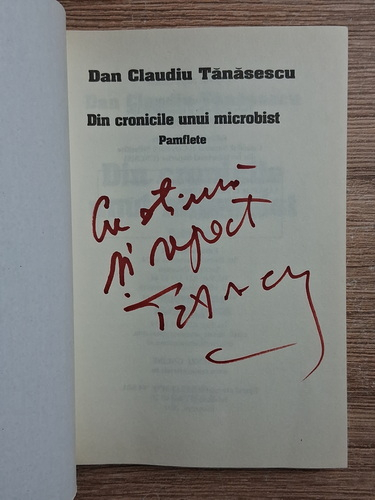 Dan Claudiu Tănăsescu
Din cronicile unui microbist
Pamflete
Cu stimă
și respect